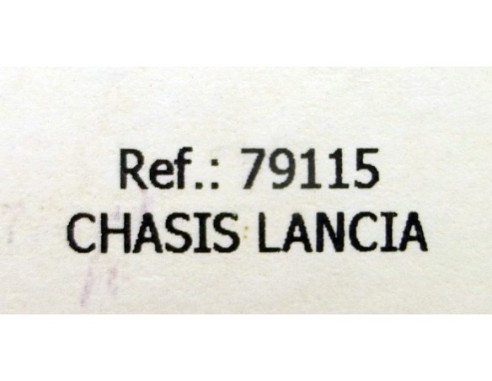 Ref.: 79115
CHASIS LANCIA